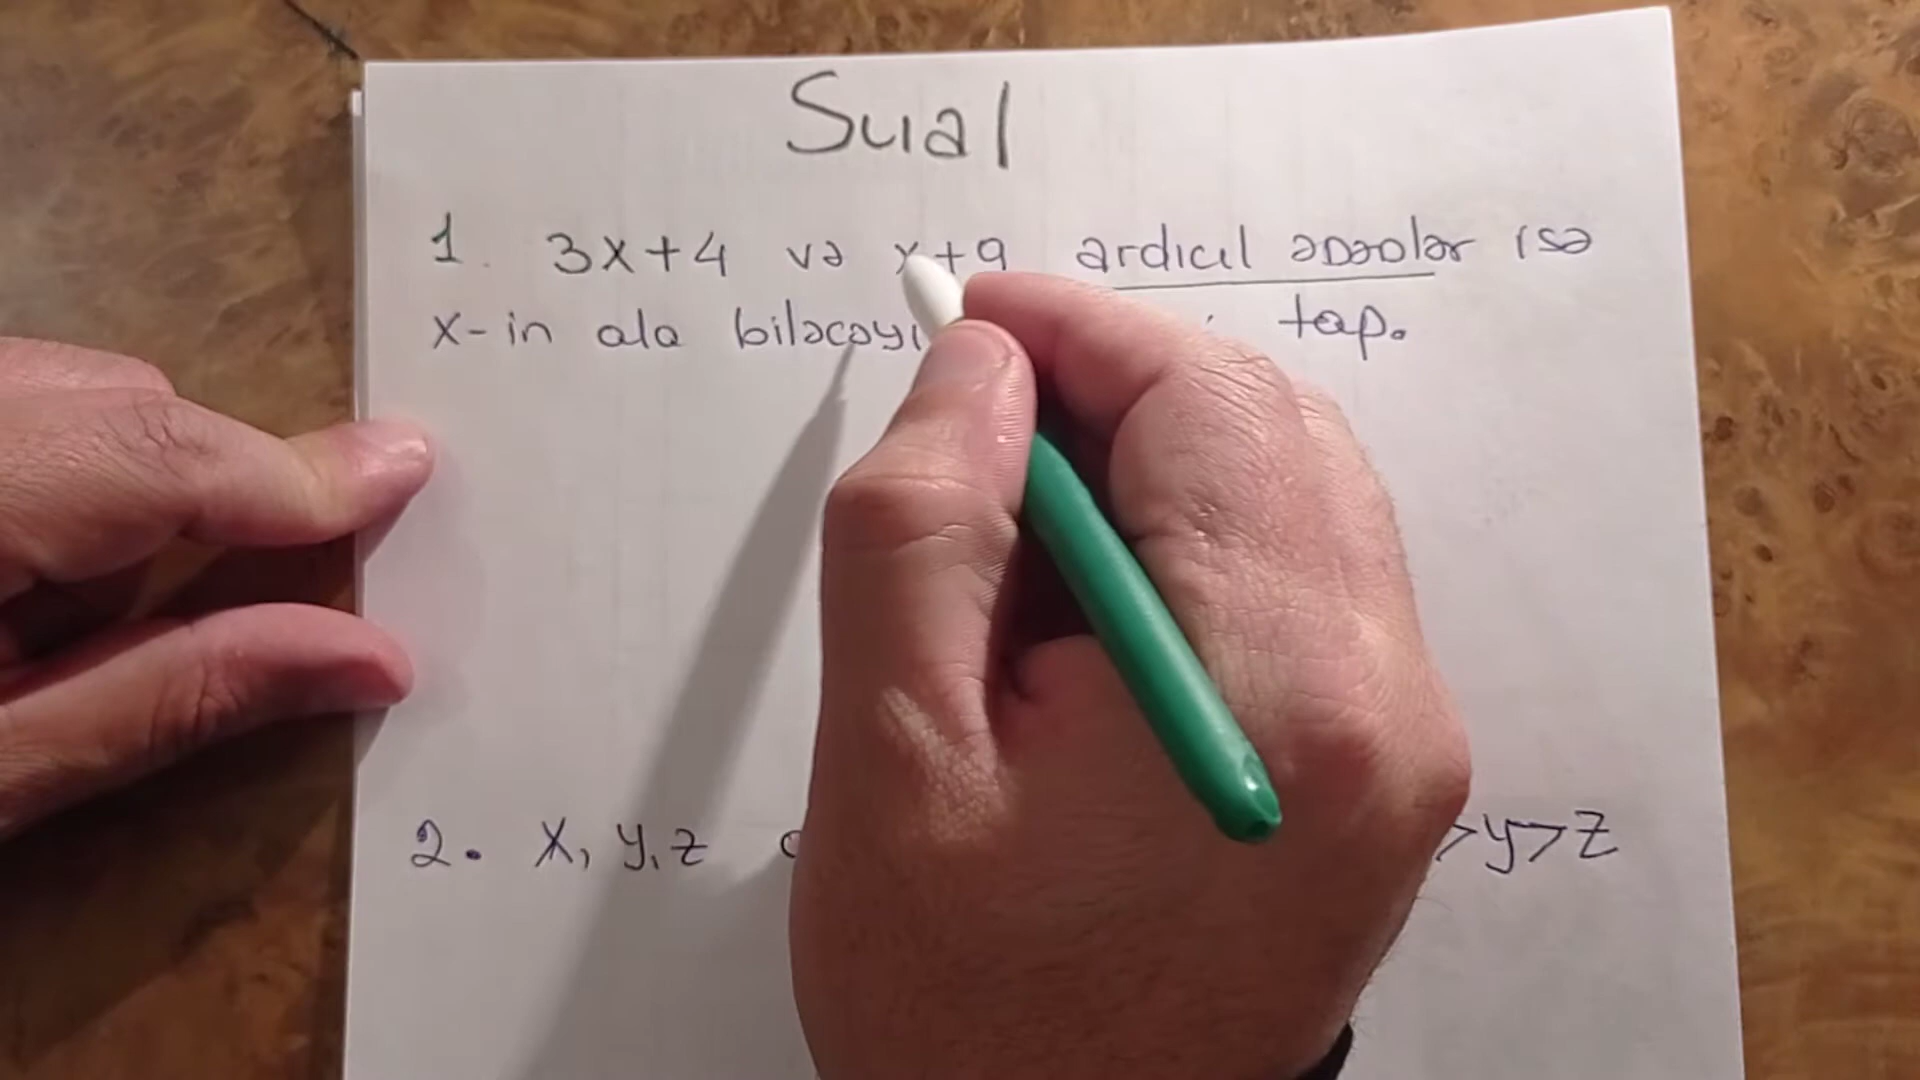 Sual
1. 3x+4 və x+9 ardıcıl ədədlər isə
x-in ala biləcəyi tap.
2. x, y, z >y>z